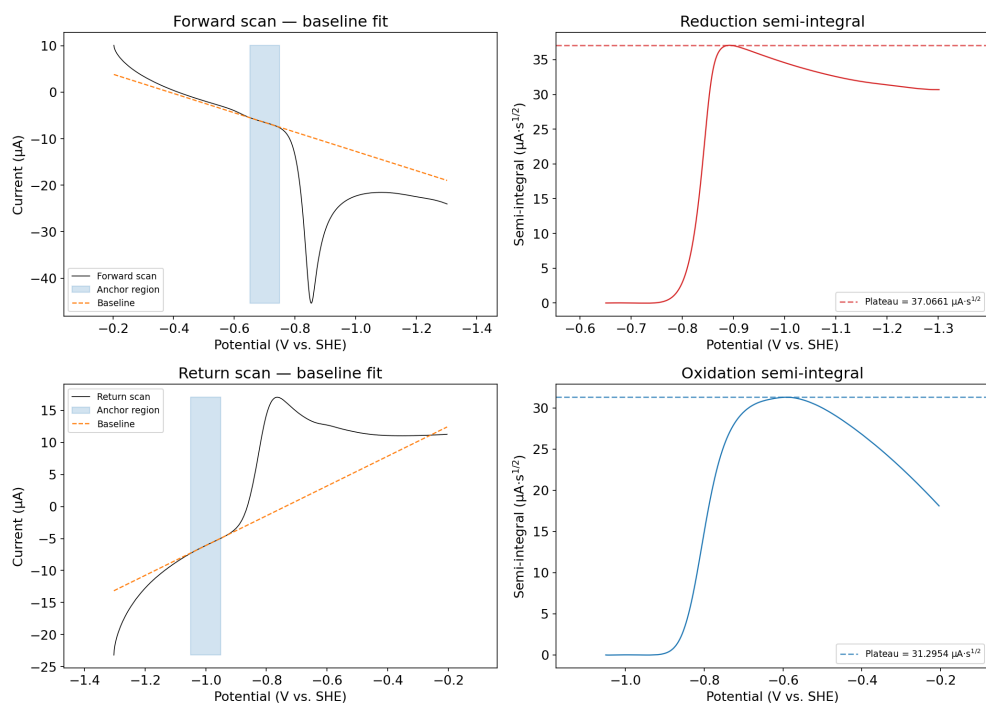 Forward scan — baseline fit
Current (µA)
10
0
−10
−20
−30
−40
Forward scan
Anchor region
Baseline
−0.2 −0.4 −0.6 −0.8 −1.0 −1.2 −1.4
Potential (V vs. SHE)
Reduction semi-integral
Semi-integral (µA·s1/2)
35
30
25
20
15
10
5
0
Plateau = 37.0661 µA·s1/2
−0.6 −0.7 −0.8 −0.9 −1.0 −1.1 −1.2 −1.3
Potential (V vs. SHE)
Return scan — baseline fit
Current (µA)
15
10
5
0
−5
−10
−15
−20
−25
Return scan
Anchor region
Baseline
−1.4 −1.2 −1.0 −0.8 −0.6 −0.4 −0.2
Potential (V vs. SHE)
Oxidation semi-integral
Semi-integral (µA·s1/2)
30
25
20
15
10
5
0
Plateau = 31.2954 µA·s1/2
−1.0 −0.8 −0.6 −0.4 −0.2
Potential (V vs. SHE)